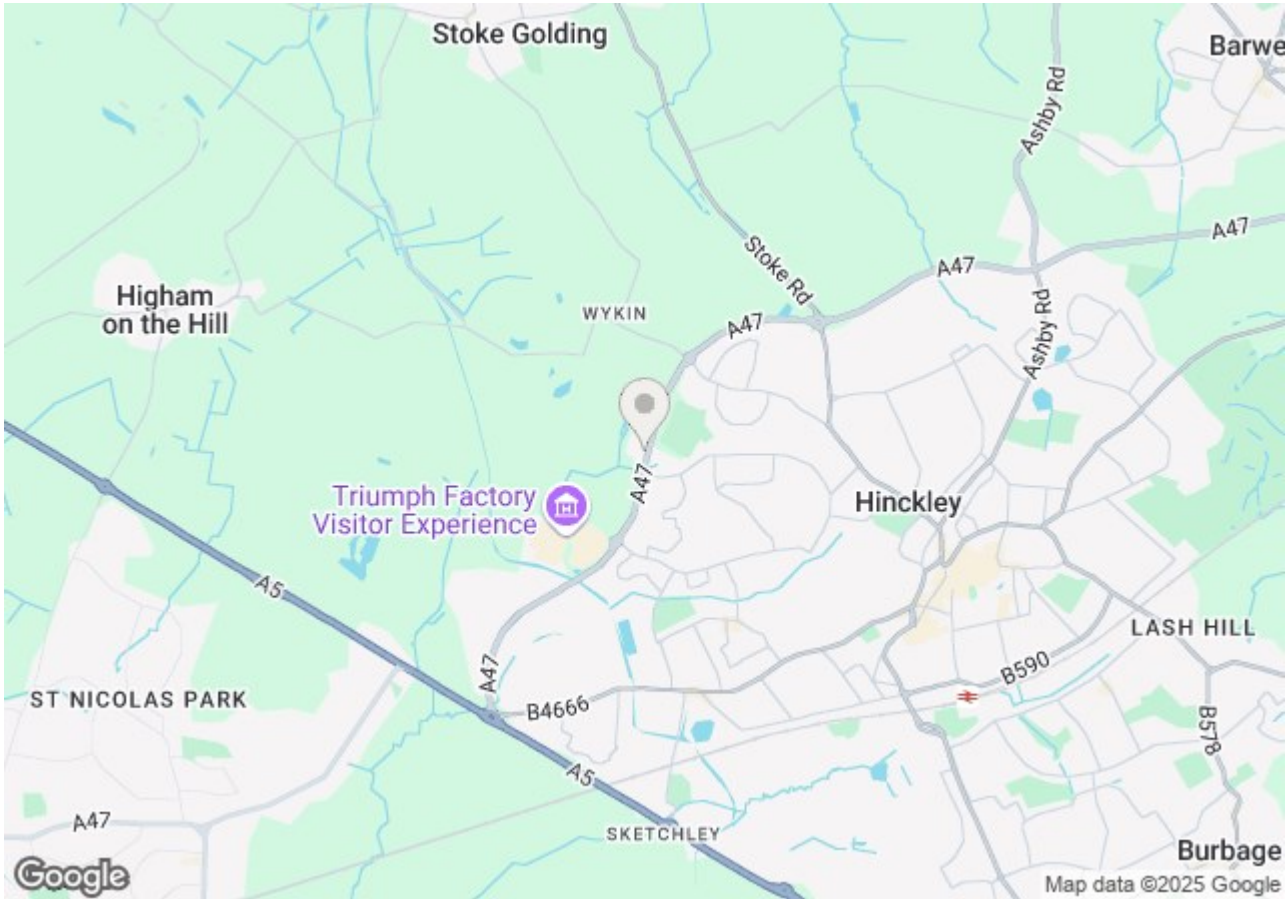 Stoke Golding
Barwe
Ashby Rd
A47
Stoke Rd
A47
Higham
on the Hill
WYKIN
A47
Ashby Rd
A47
Triumph Factory
Visitor Experience
Hinckley
A5
LASH HILL
A47
B590
ST NICOLAS PARK
B4666
B578
A5
A47
SKETCHLEY
Burbage
Google
Map data ©2025 Google